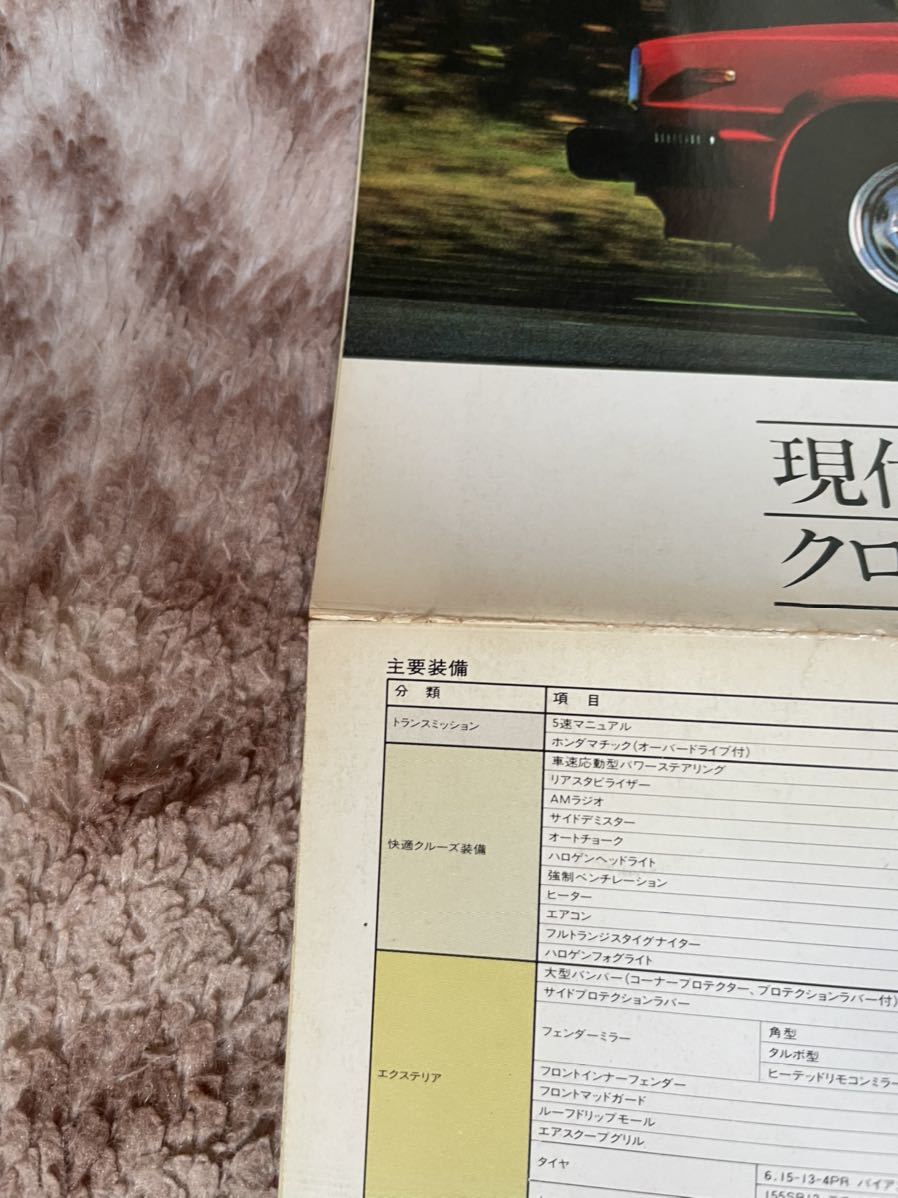 現代
クロ
主要装備
分 類
項 目
トランスミッション
5速マニュアル
ホンダマチック(オーバードライブ付)
快適クルーズ装備
車速応動型パワーステアリング
リアスタビライザー
AMラジオ
サイドデミスター
オートチョーク
ハロゲンヘッドライト
強制ベンチレーション
ヒーター
エアコン
フルトランジスタイグナイター
ハロゲンフォグライト
エクステリア
大型バンパー(コーナープロテクター、プロテクションラバー付)
サイドプロテクションラバー
フェンダーミラー
角型
タルボ型
ヒーテッドリモコンミラ
フロントインナーフェンダー
フロントマッドガード
ルーフドリップモール
エアスクープグリル
タイヤ
6.15-13-4PR バイア
155SR13